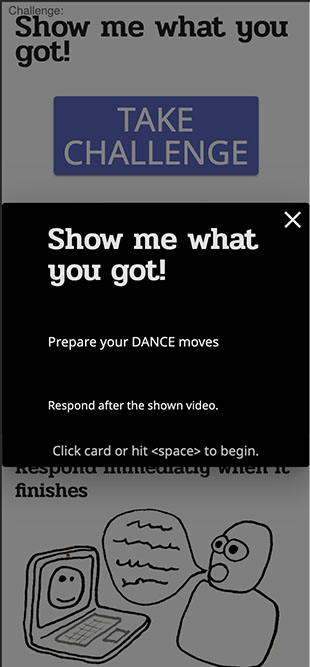 Challenge:
Show me what you
got!
TAKE
CHALLENGE
Show me what
you got!
Prepare your DANCE moves
Respond after the shown video.
Click card or hit <space> to begin.
Respond immediatly when it
finishes